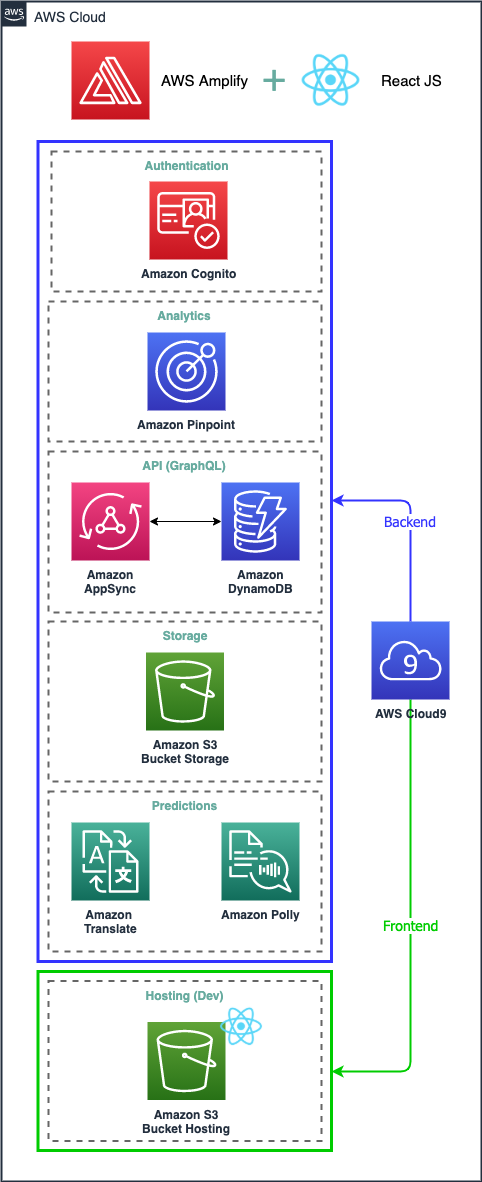 aws
AWS Cloud
AWS Amplify
+
React JS
Authentication
Amazon Cognito
Analytics
Amazon Pinpoint
API (GraphQL)
Amazon
AppSync
Amazon
DynamoDB
Backend
Storage
Amazon S3
Bucket Storage
9
AWS Cloud9
Predictions
A
文
Amazon
Translate
Amazon Polly
Frontend
Hosting (Dev)
Amazon S3
Bucket Hosting